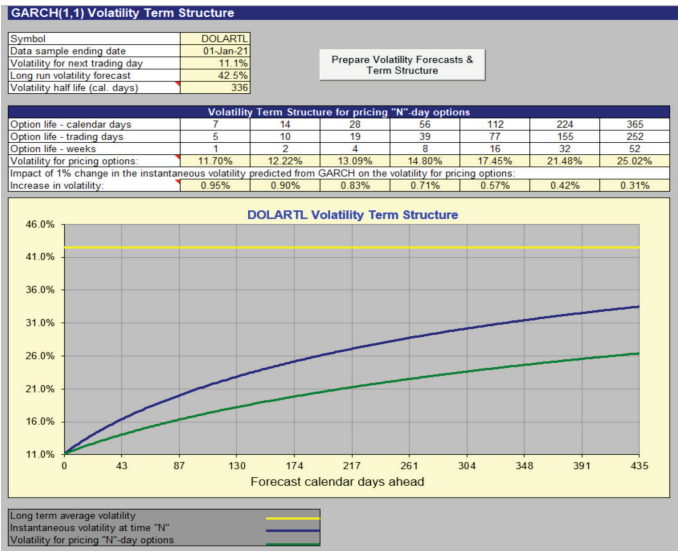 GARCH(1,1) Volatility Term Structure
Symbol DOLARTL
Data sample ending date 01-Jan-21
Volatility for next trading day 11.1%
Long run volatility forecast 42.5%
Volatility half life (cal. days) 336
Prepare Volatility Forecasts &
Term Structure
Volatility Term Structure for pricing "N"-day options
Option life - calendar days 7 14 28 56 112 224 365
Option life - trading days 5 10 19 39 77 155 252
Option life - weeks 1 2 4 8 16 32 52
Volatility for pricing options: 11.70% 12.22% 13.09% 14.80% 17.45% 21.48% 25.02%
Impact of 1% change in the instantaneous volatility predicted from GARCH on the volatility for pricing options:
Increase in volatility: 0.95% 0.90% 0.83% 0.71% 0.57% 0.42% 0.31%
DOLARTL Volatility Term Structure
46.0%
41.0%
36.0%
31.0%
26.0%
21.0%
16.0%
11.0%
0 43 87 130 174 217 261 304 348 391 435
Forecast calendar days ahead
Long term average volatility
Instantaneous volatility at time "N"
Volatility for pricing "N"-day options